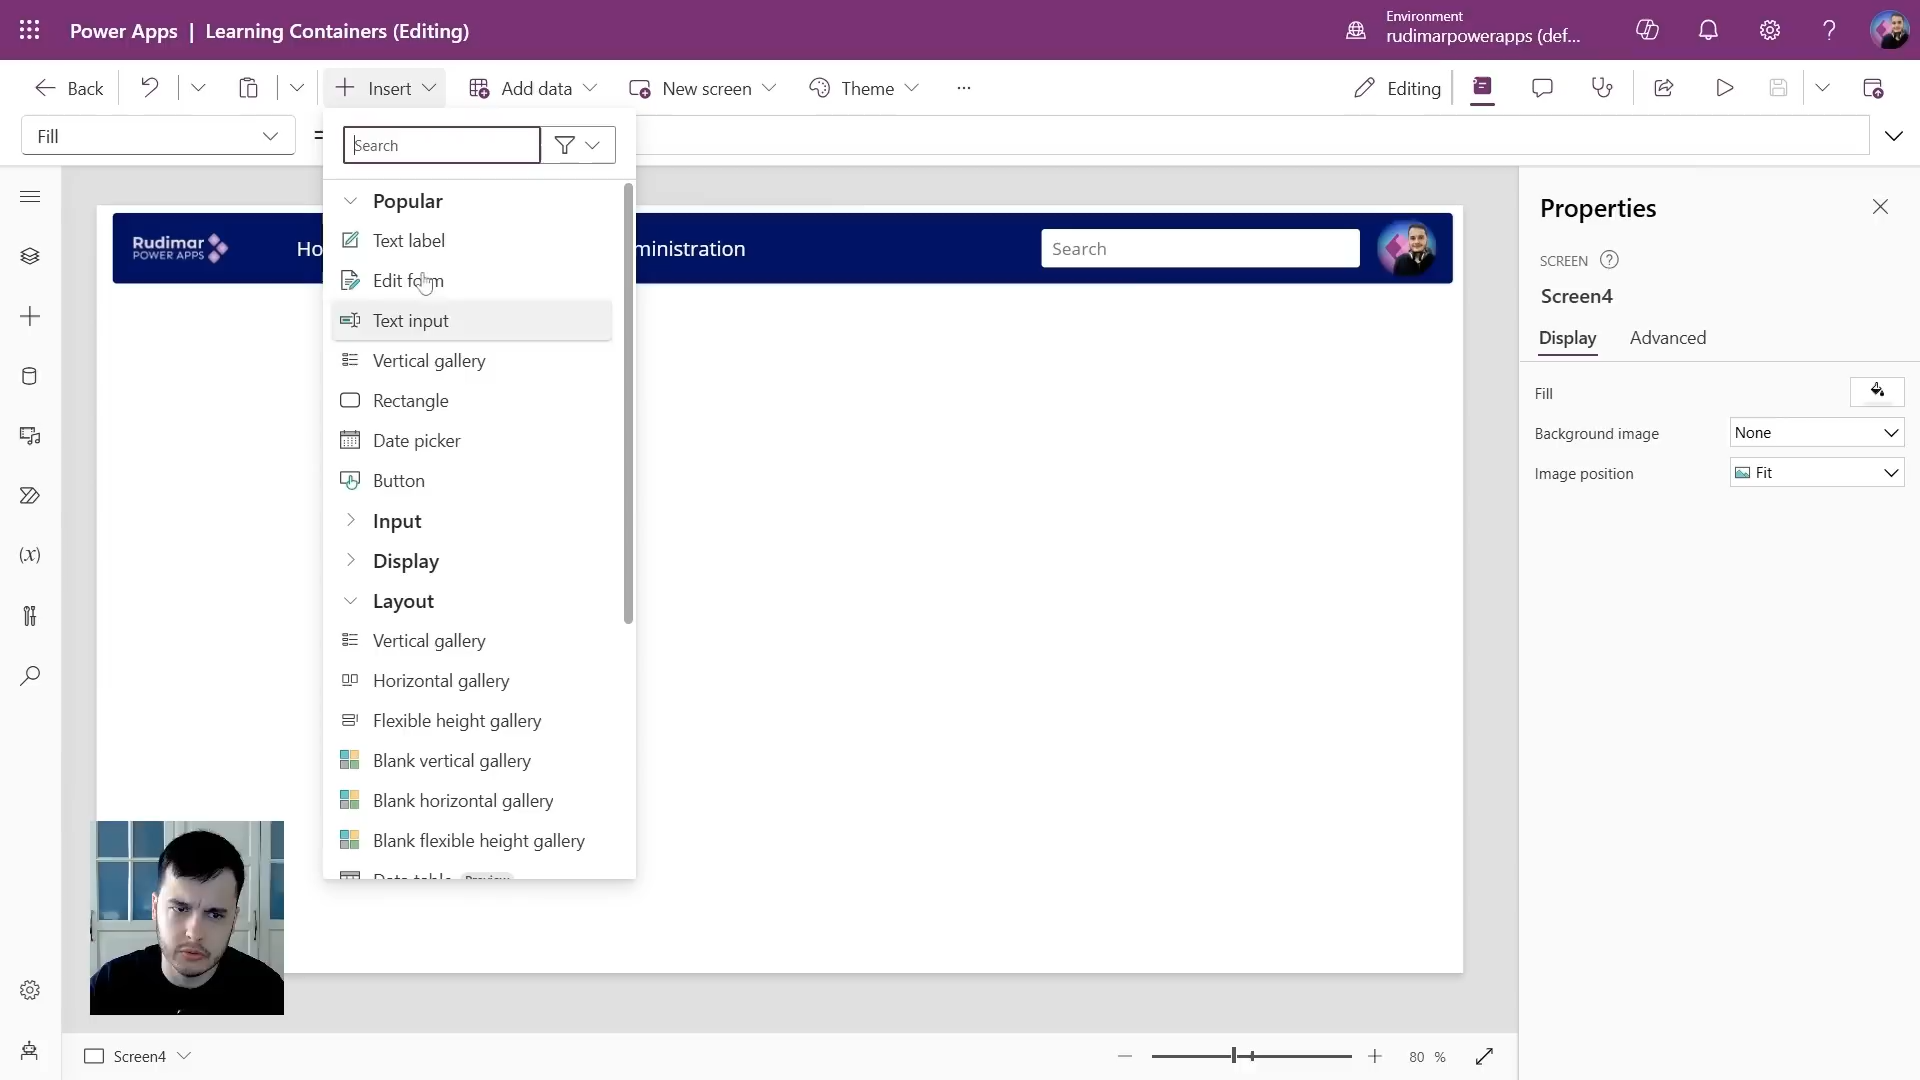 Power Apps | Learning Containers (Editing)
Environment
rudimarpowerapps (def...
Back
Insert
Add data
New screen
Theme
...
Editing
Fill
=
Search
Popular
Text label
Edit form
Text input
Vertical gallery
Rectangle
Date picker
Button
Input
Display
Layout
Vertical gallery
Horizontal gallery
Flexible height gallery
Blank vertical gallery
Blank horizontal gallery
Blank flexible height gallery
Data table Preview
Rudimar
POWER APPS
Ho
ministration
Search
Properties
SCREEN
Screen4
Display Advanced
Fill
Background image None
Image position Fit
Screen4
80 %